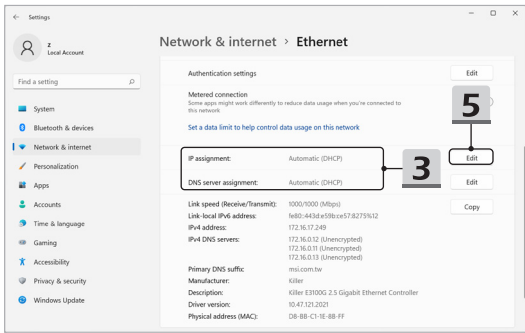 Settings
z
Local Account
Find a setting
System
Bluetooth & devices
Network & internet
Personalization
Apps
Accounts
Time & language
Gaming
Accessibility
Privacy & security
Windows Update
Network & internet > Ethernet
Authentication settings Edit
Metered connection
Some apps might work differently to reduce data usage when you're connected to
this network
Set a data limit to help control data usage on this network
5
IP assignment: Automatic (DHCP) Edit
3
DNS server assignment: Automatic (DHCP) Edit
Link speed (Receive/Transmit): 1000/1000 (Mbps) Copy
Link-local IPv6 address: fe80::443d:e59b:ce57:8275%12
IPv4 address: 172.16.17.249
IPv4 DNS servers: 172.16.0.12 (Unencrypted)
172.16.0.11 (Unencrypted)
172.16.0.13 (Unencrypted)
Primary DNS suffix: msi.com.tw
Manufacturer: Killer
Description: Killer E3100G 2.5 Gigabit Ethernet Controller
Driver version: 10.47.121.2021
Physical address (MAC): D8-BB-C1-1E-8B-FF